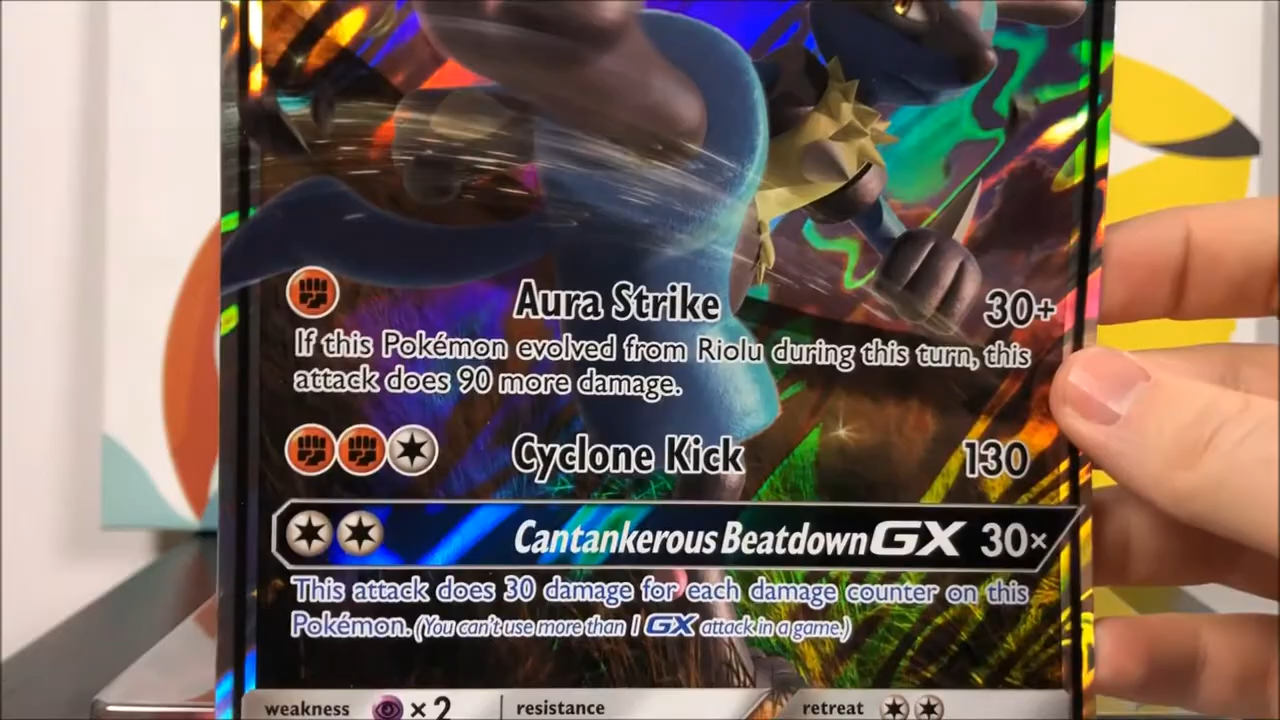 Aura Strike 30+
If this Pokémon evolved from Riolu during this turn, this
attack does 90 more damage.
Cyclone Kick 130
Cantankerous Beatdown GX 30×
This attack does 30 damage for each damage counter on this
Pokémon. (You can't use more than 1 GX attack in a game.)
weakness ×2 resistance retreat